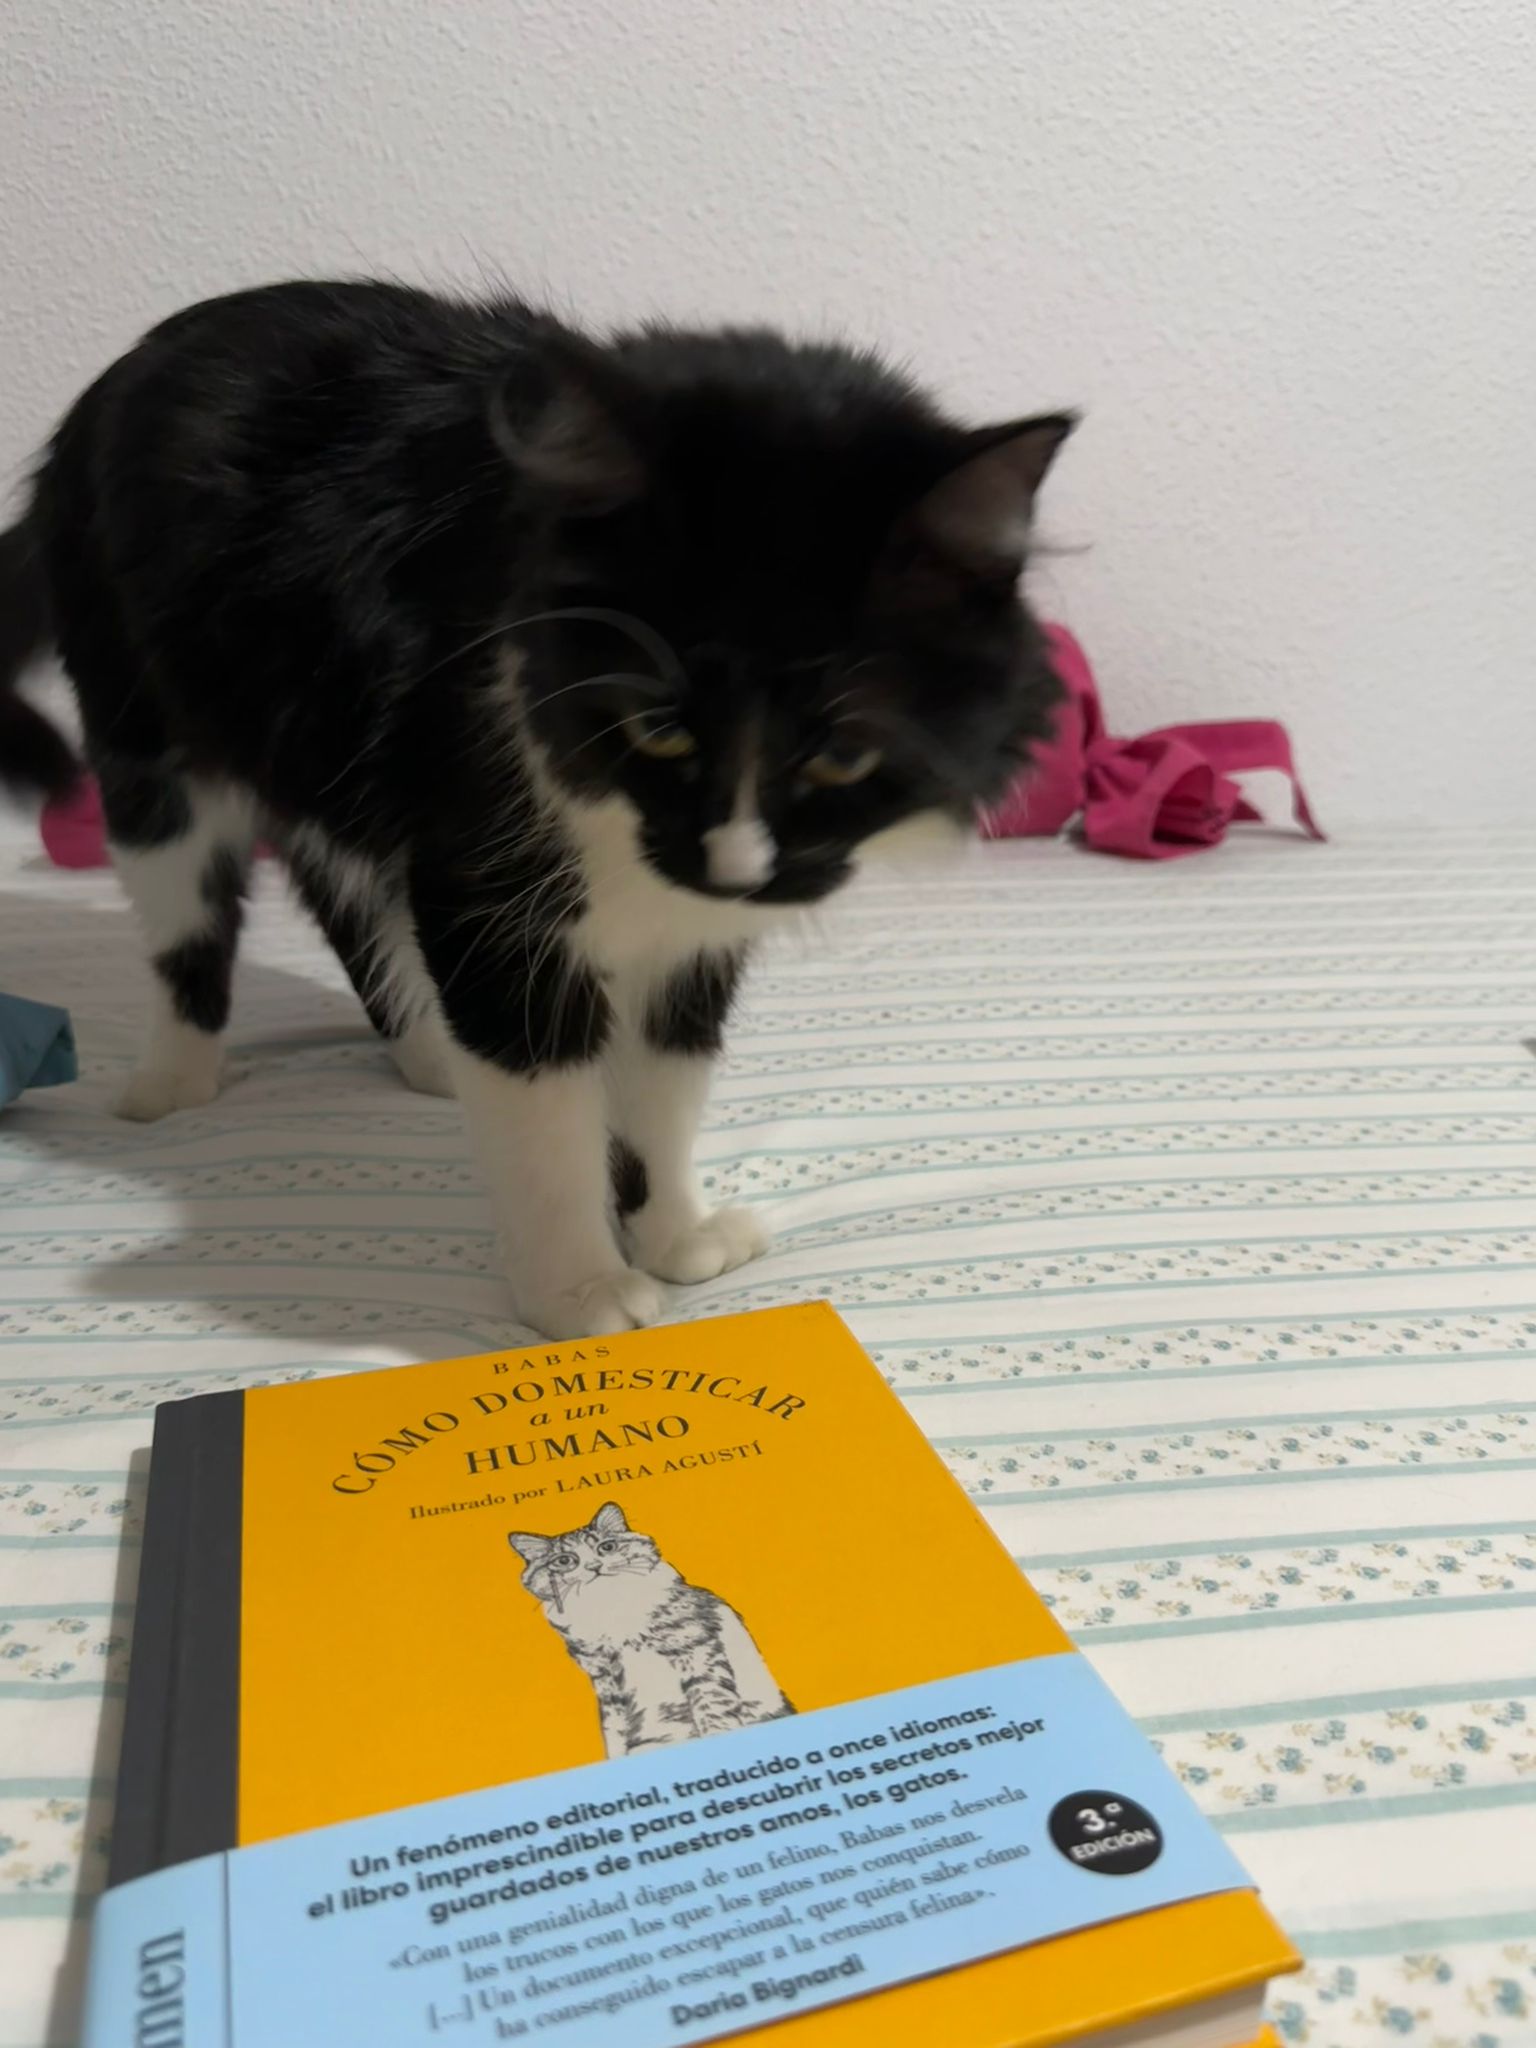 BABAS
CÓMO DOMESTICAR
a un
HUMANO
Ilustrado por LAURA AGUSTÍ
Un fenómeno editorial, traducido a once idiomas:
el libro imprescindible para descubrir los secretos mejor
guardados de nuestros amos, los gatos.
«Con una genialidad digna de un felino, Babas nos desvela
los trucos con los que los gatos nos conquistan.
[...] Un documento excepcional, que quién sabe cómo
ha conseguido escapar a la censura felina».
Daria Bignardi
3.ª
EDICIÓN